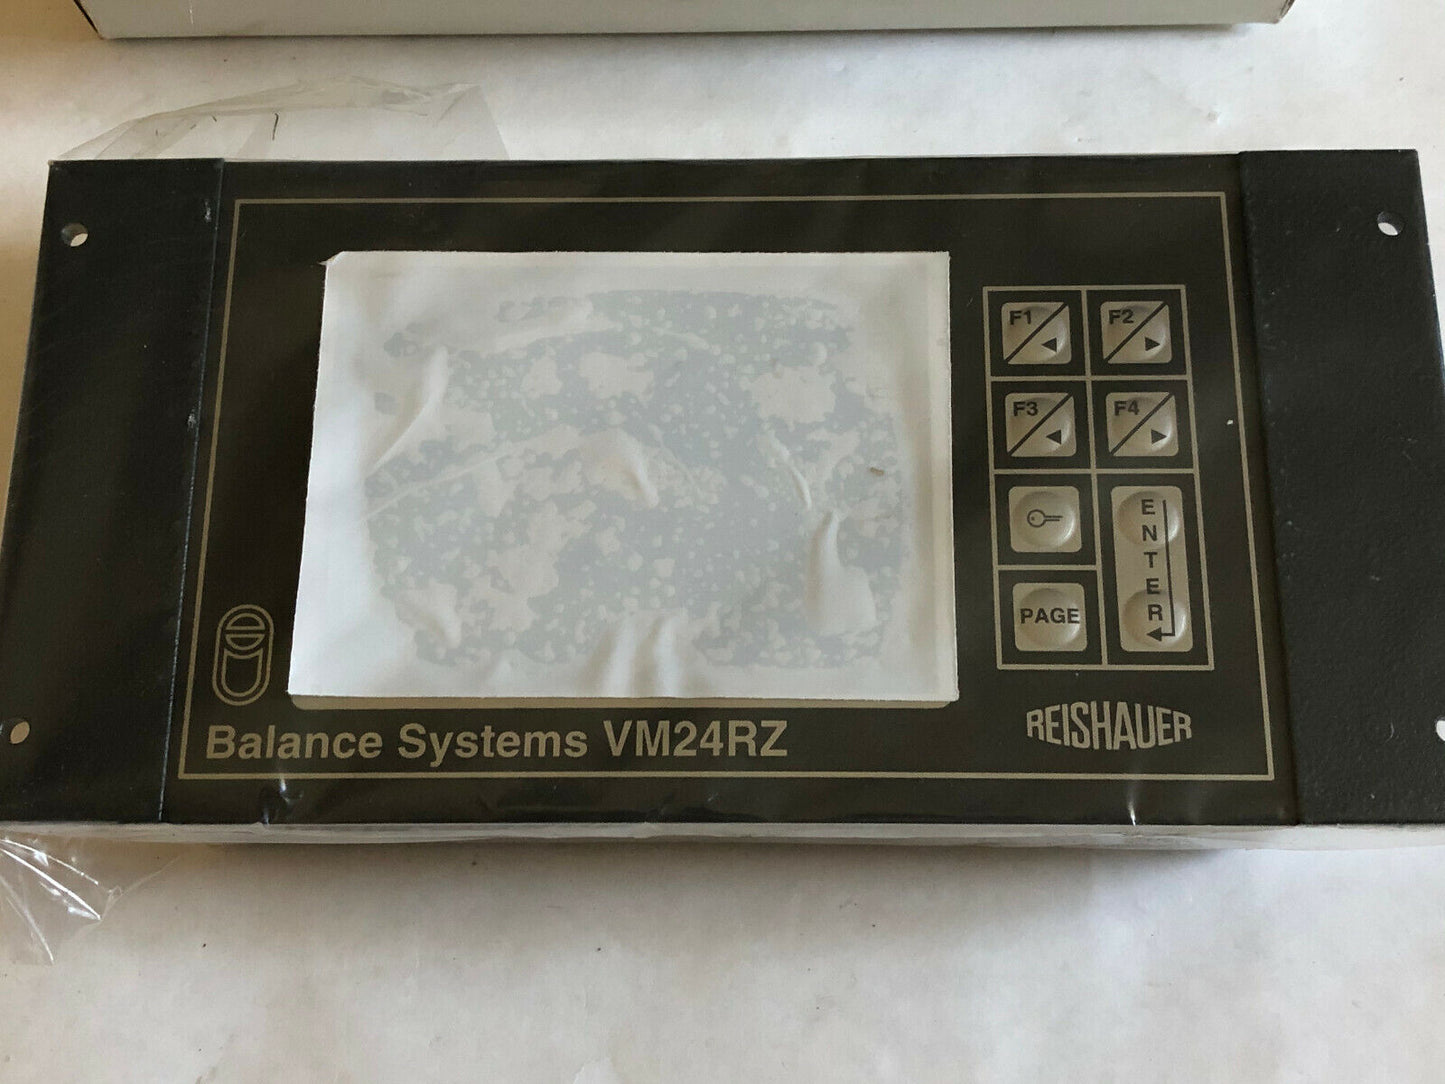 F1 F2
F3 F4
ENTER
PAGE
REISHAUER
Balance Systems VM24RZ